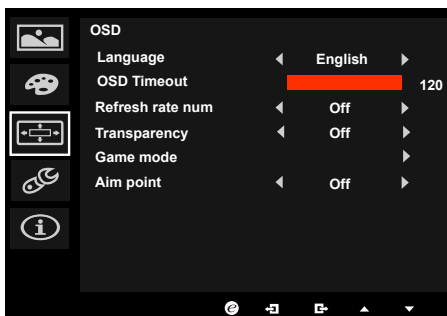 OSD
Language English
OSD Timeout 120
Refresh rate num Off
Transparency Off
Game mode
Aim point Off